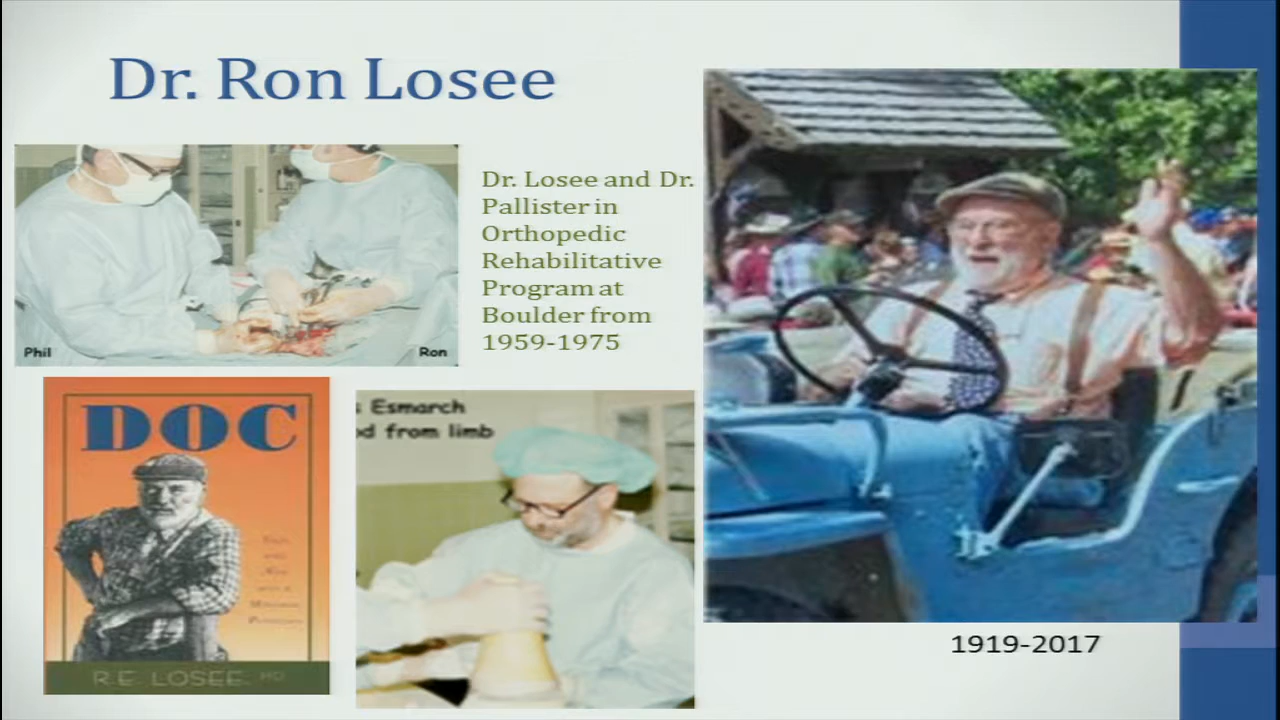 Dr. Ron Losee
Dr. Losee and Dr.
Pallister in
Orthopedic
Rehabilitative
Program at
Boulder from
1959-1975
Phil
Ron
DOC
R.E. LOSEE, MD
Esmarch
from limb
1919-2017